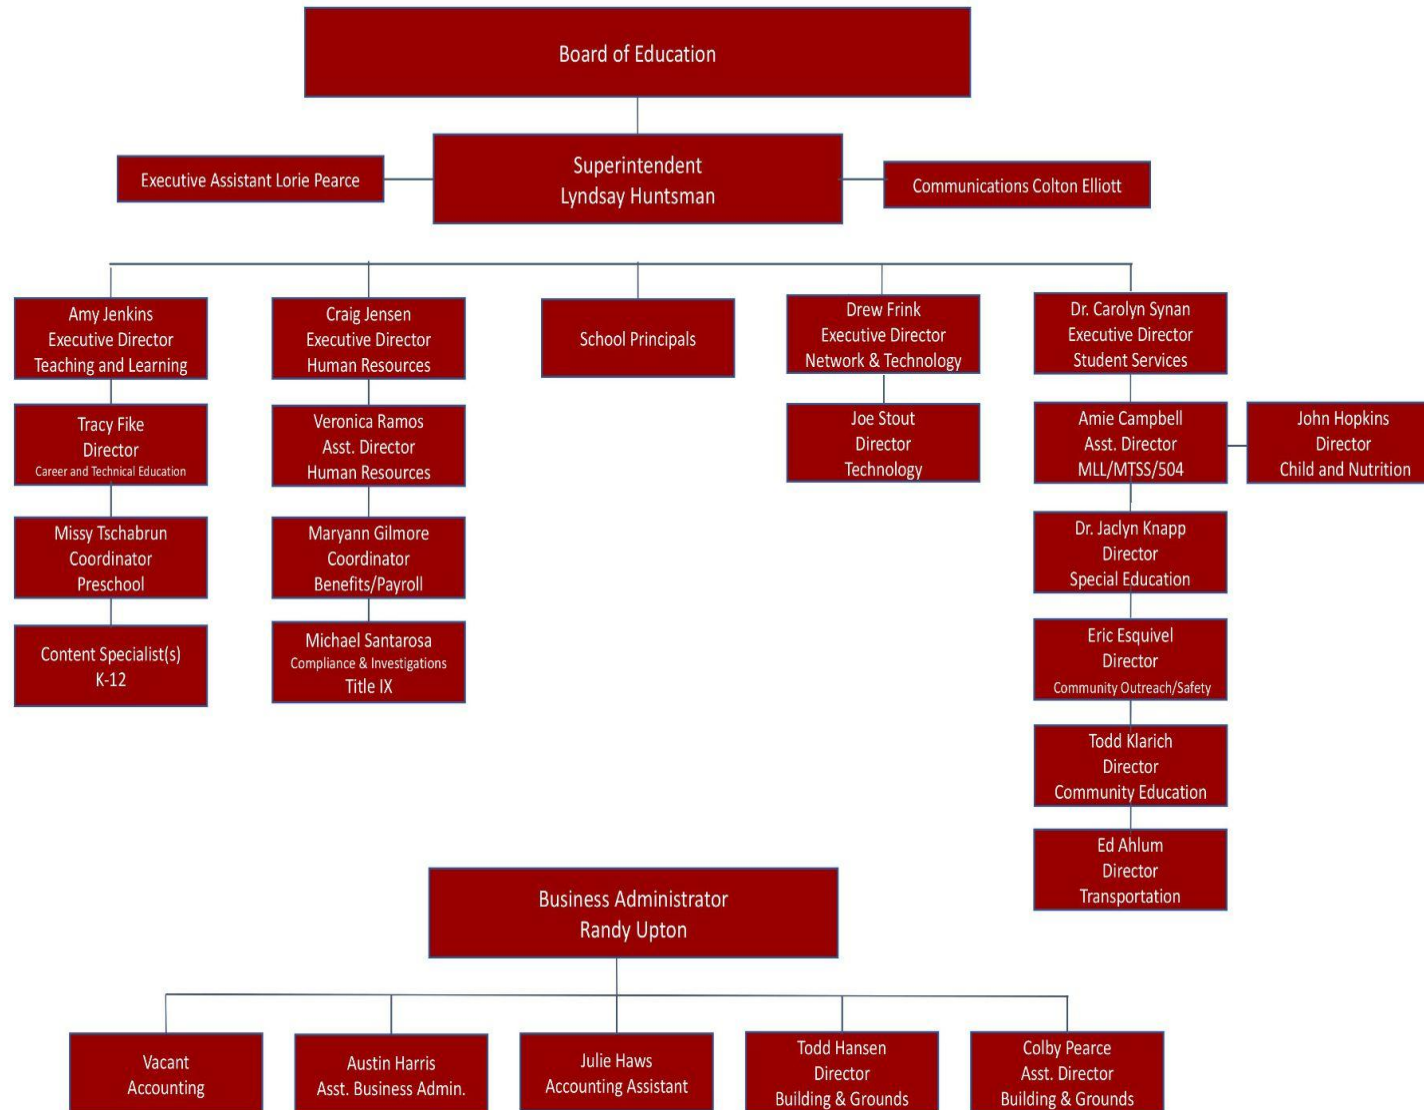 Board of Education
Superintendent
Lyndsay Huntsman
Executive Assistant Lorie Pearce
Communications Colton Elliott
Amy Jenkins
Executive Director
Teaching and Learning
Craig Jensen
Executive Director
Human Resources
School Principals
Drew Frink
Executive Director
Network & Technology
Dr. Carolyn Synan
Executive Director
Student Services
Tracy Fike
Director
Career and Technical Education
Veronica Ramos
Asst. Director
Human Resources
Joe Stout
Director
Technology
Amie Campbell
Asst. Director
MLL/MTSS/504
John Hopkins
Director
Child and Nutrition
Missy Tschabrun
Coordinator
Preschool
Maryann Gilmore
Coordinator
Benefits/Payroll
Dr. Jaclyn Knapp
Director
Special Education
Content Specialist(s)
K-12
Michael Santarosa
Compliance & Investigations
Title IX
Eric Esquivel
Director
Community Outreach/Safety
Todd Klarich
Director
Community Education
Ed Ahlum
Director
Transportation
Business Administrator
Randy Upton
Vacant
Accounting
Austin Harris
Asst. Business Admin.
Julie Haws
Accounting Assistant
Todd Hansen
Director
Building & Grounds
Colby Pearce
Asst. Director
Building & Grounds